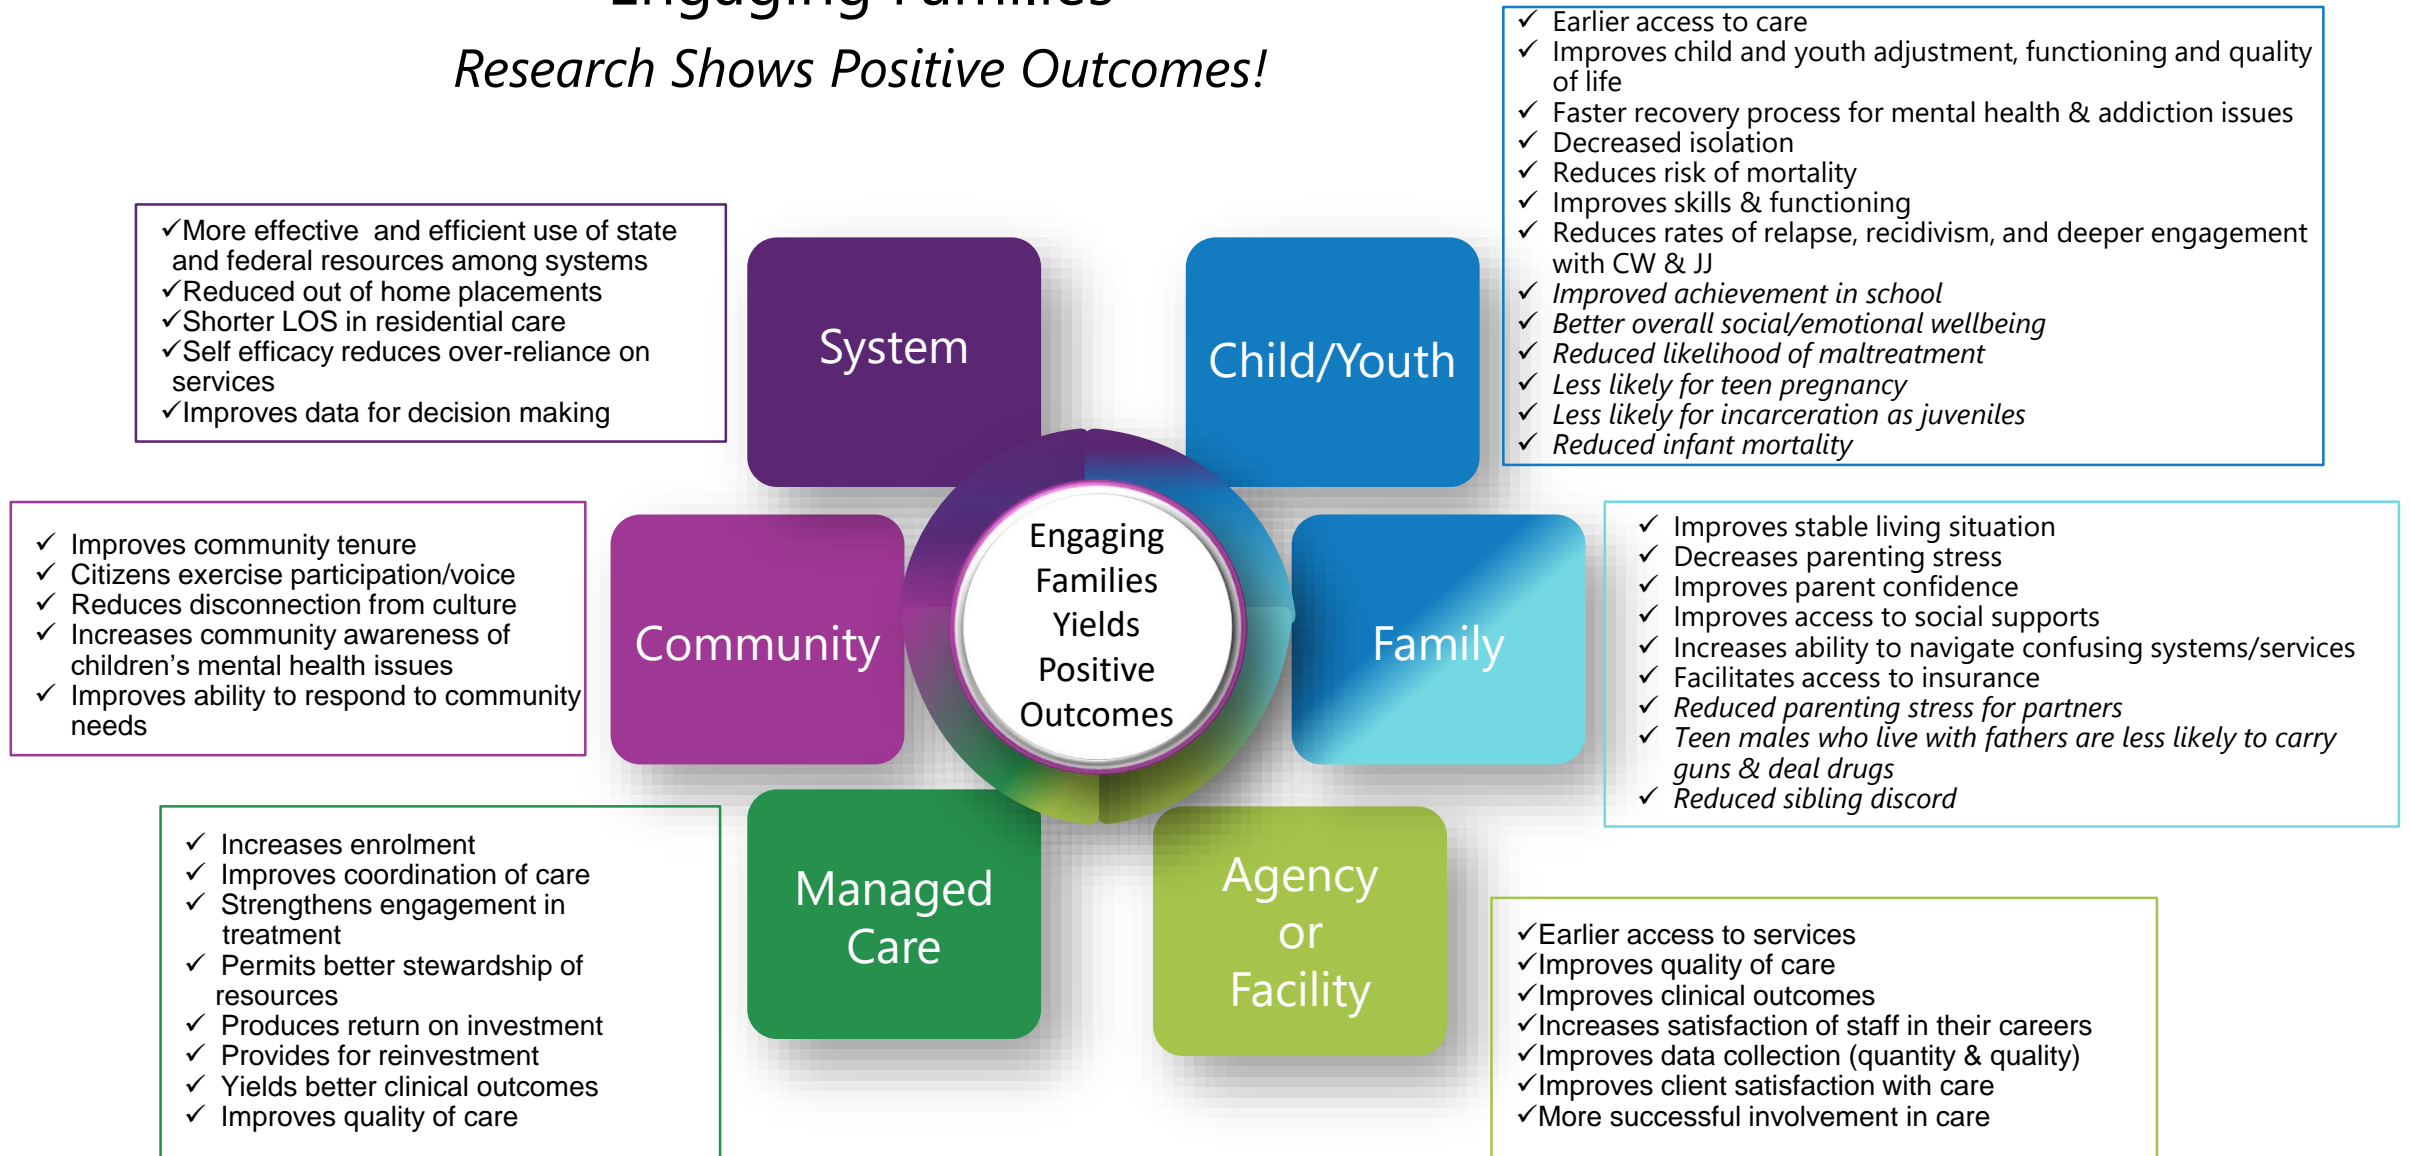 Engaging Families
Research Shows Positive Outcomes!
✓ Earlier access to care
✓ Improves child and youth adjustment, functioning and quality
of life
✓ Faster recovery process for mental health & addiction issues
✓ Decreased isolation
✓ Reduces risk of mortality
✓ Improves skills & functioning
✓ Reduces rates of relapse, recidivism, and deeper engagement
with CW & JJ
✓ Improved achievement in school
✓ Better overall social/emotional wellbeing
✓ Reduced likelihood of maltreatment
✓ Less likely for teen pregnancy
✓ Less likely for incarceration as juveniles
✓ Reduced infant mortality
✓More effective and efficient use of state
and federal resources among systems
✓Reduced out of home placements
✓Shorter LOS in residential care
✓Self efficacy reduces over-reliance on
services
✓Improves data for decision making
System
Child/Youth
✓ Improves community tenure
✓ Citizens exercise participation/voice
✓ Reduces disconnection from culture
✓ Increases community awareness of
children’s mental health issues
✓ Improves ability to respond to community
needs
Community
Engaging
Families
Yields
Positive
Outcomes
Family
✓ Improves stable living situation
✓ Decreases parenting stress
✓ Improves parent confidence
✓ Improves access to social supports
✓ Increases ability to navigate confusing systems/services
✓ Facilitates access to insurance
✓ Reduced parenting stress for partners
✓ Teen males who live with fathers are less likely to carry
guns & deal drugs
✓ Reduced sibling discord
✓ Increases enrolment
✓ Improves coordination of care
✓ Strengthens engagement in
treatment
✓ Permits better stewardship of
resources
✓ Produces return on investment
✓ Provides for reinvestment
✓ Yields better clinical outcomes
✓ Improves quality of care
Managed
Care
Agency
or
Facility
✓Earlier access to services
✓Improves quality of care
✓Improves clinical outcomes
✓Increases satisfaction of staff in their careers
✓Improves data collection (quantity & quality)
✓Improves client satisfaction with care
✓More successful involvement in care